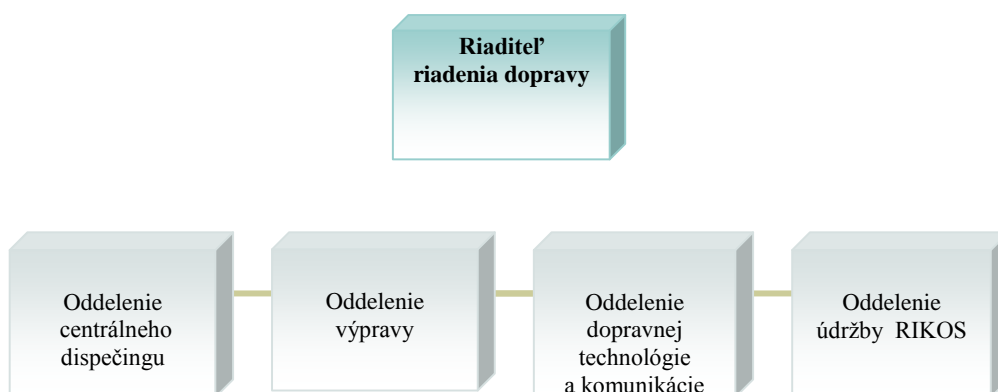 Riaditeľ
riadenia dopravy
Oddelenie
centrálneho
dispečingu
Oddelenie
výpravy
Oddelenie
dopravnej
technológie
a komunikácie
Oddelenie
údržby RIKOS